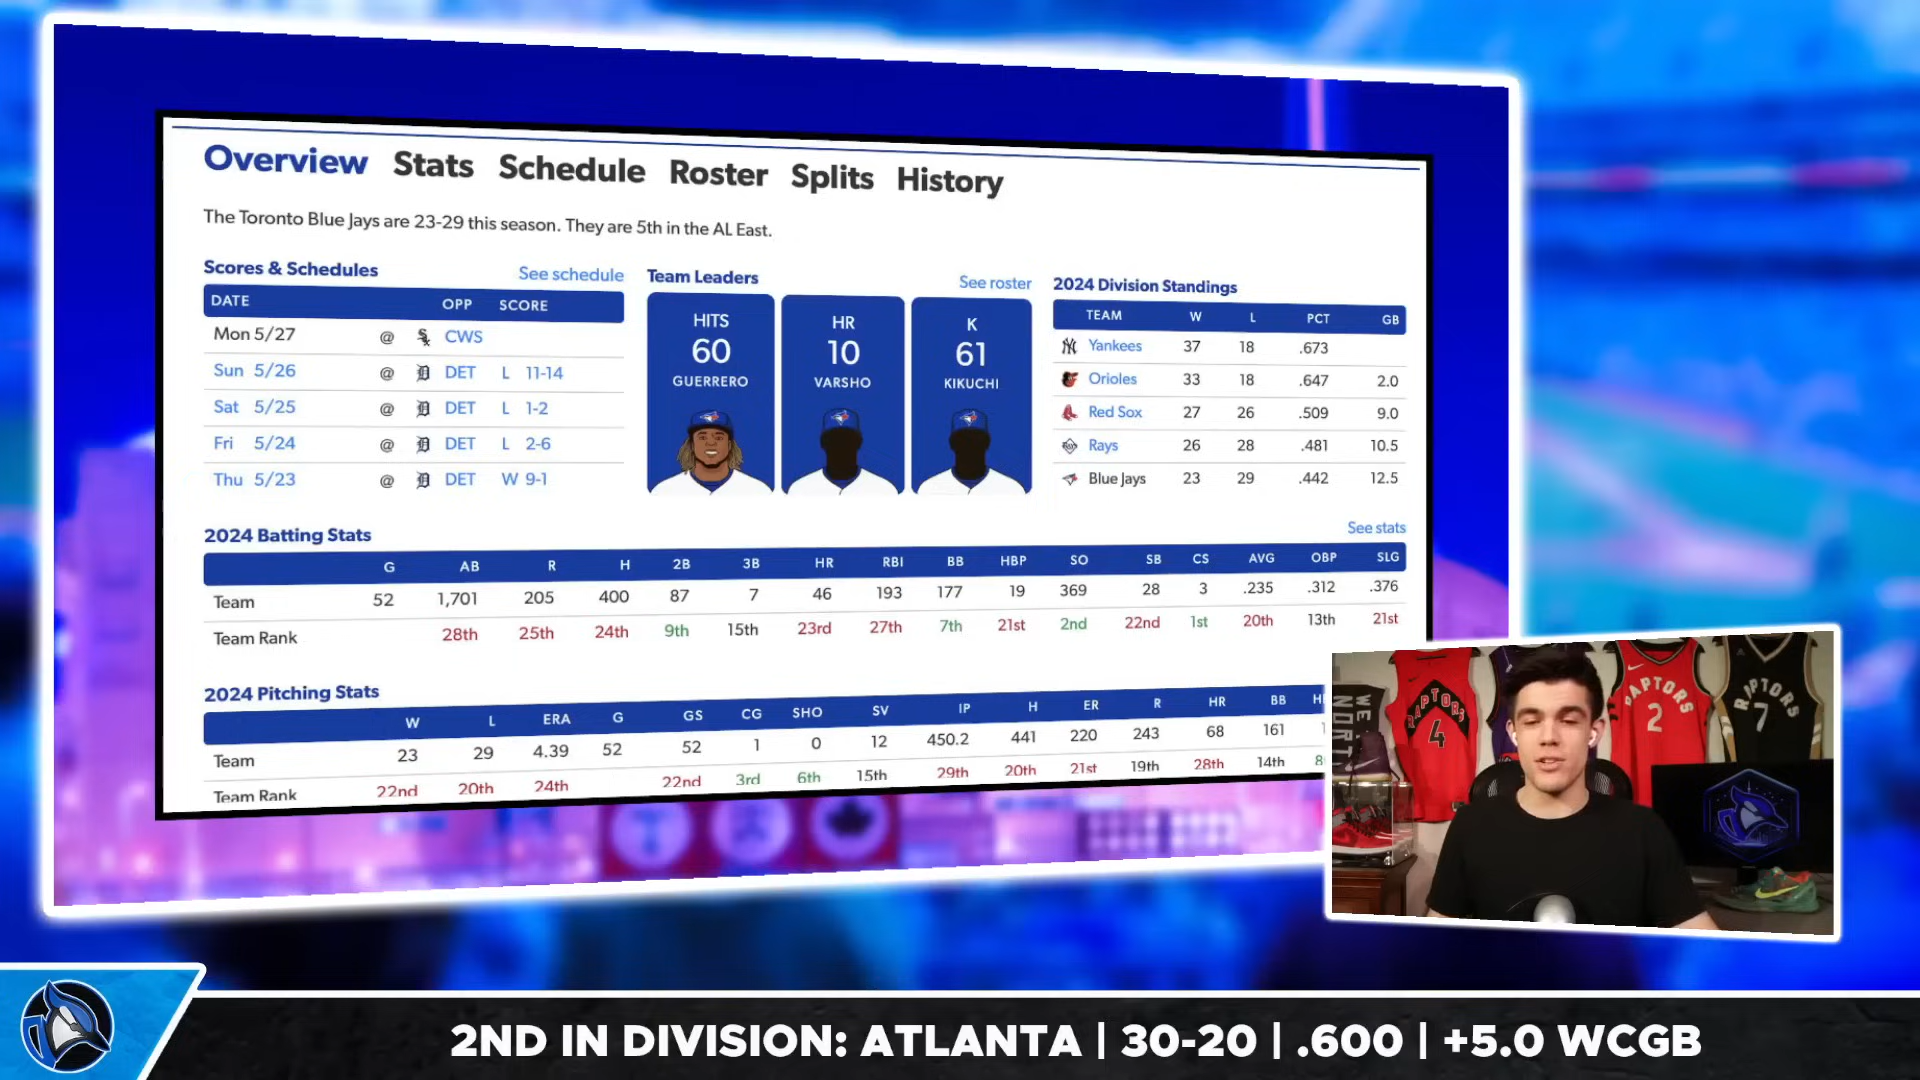 Overview Stats Schedule Roster Splits History
The Toronto Blue Jays are 23-29 this season. They are 5th in the AL East.
Scores & Schedules See schedule
DATE OPP SCORE
Mon 5/27 @ CWS
Sun 5/26 @ DET L 11-14
Sat 5/25 @ DET L 1-2
Fri 5/24 @ DET L 2-6
Thu 5/23 @ DET W 9-1
Team Leaders See roster
HITS
60
GUERRERO
HR
10
VARSHO
K
61
KIKUCHI
2024 Division Standings
TEAM W L PCT GB
Yankees 37 18 .673
Orioles 33 18 .647 2.0
Red Sox 27 26 .509 9.0
Rays 26 28 .481 10.5
Blue Jays 23 29 .442 12.5
2024 Batting Stats See stats
G AB R H 2B 3B HR RBI BB HBP SO SB CS AVG OBP SLG
Team 52 1,701 205 400 87 7 46 193 177 19 369 28 3 .235 .312 .376
Team Rank 28th 25th 24th 9th 15th 23rd 27th 7th 21st 2nd 22nd 1st 20th 13th 21st
2024 Pitching Stats
W L ERA G GS CG SHO SV IP H ER R HR BB
Team 23 29 4.39 52 52 1 0 12 450.2 441 220 243 68 161
Team Rank 22nd 20th 24th 22nd 3rd 6th 15th 29th 20th 21st 19th 28th 14th
WE
NORT
RAPTORS
4
RAPTORS
2
RAPTORS
7
2ND IN DIVISION: ATLANTA | 30-20 | .600 | +5.0 WCGB